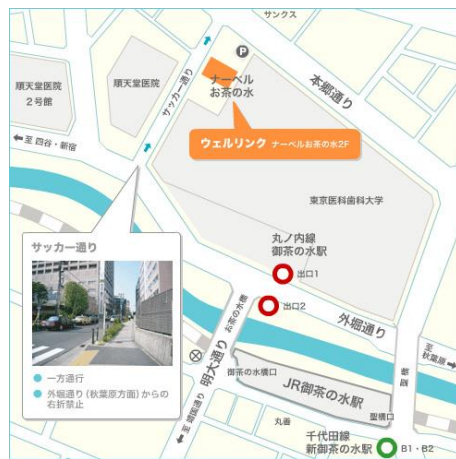 サンクス
P
ナーベル
お茶の水
順天堂医院
2号館
順天堂医院
サッカー通り
本郷通り
ウェルリンク ナーベルお茶の水2F
至 四谷・新宿
東京医科歯科大学
サッカー通り
丸ノ内線
御茶の水駅
出口1
出口2
お茶の水橋
外堀通り
至
秋葉原
一方通行
外堀通り(秋葉原方面)からの
右折禁止
明大通り
御茶の水橋口
JR御茶の水駅
聖橋
聖橋口
至 靖国通り
丸善
千代田線
新御茶の水駅
B1・B2